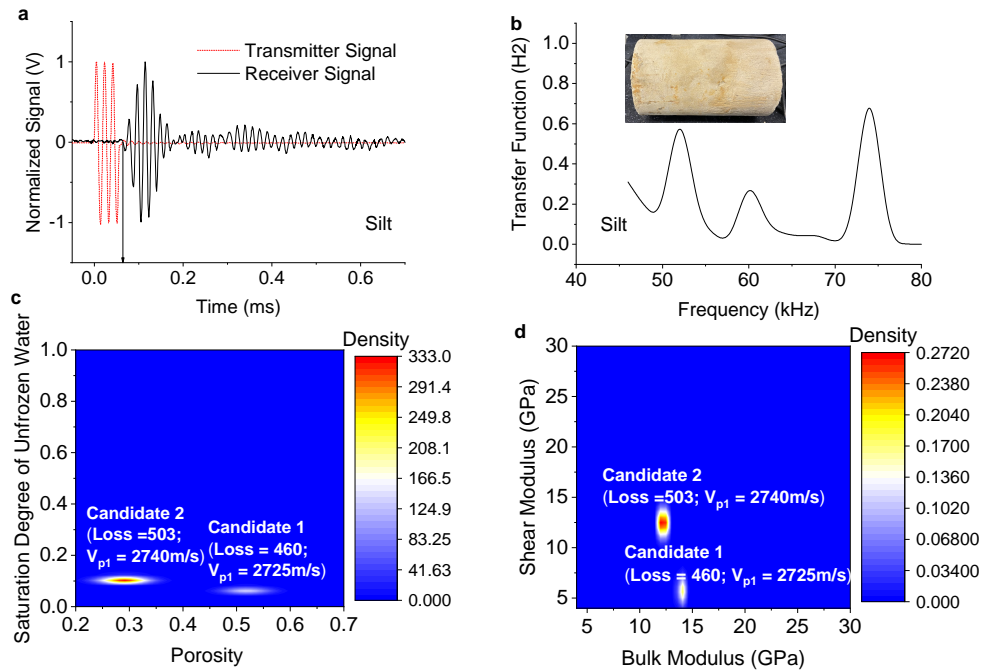 a
Transmitter Signal
Receiver Signal
Normalized Signal (V)
1
0
-1
Silt
0.0 0.2 0.4 0.6
Time (ms)
b
Transfer Function (H2)
1.0
0.8
0.6
0.4
0.2
0.0
Silt
40 50 60 70 80
Frequency (kHz)
c
Saturation Degree of Unfrozen Water
1.0
0.8
0.6
0.4
0.2
0.0
Candidate 2
(Loss =503;
Vp1 = 2740m/s)
Candidate 1
(Loss = 460;
Vp1 = 2725m/s)
0.2 0.3 0.4 0.5 0.6 0.7
Porosity
Density
333.0
291.4
249.8
208.1
166.5
124.9
83.25
41.63
0.000
d
Shear Modulus (GPa)
30
25
20
15
10
5
Candidate 2
(Loss =503; Vp1 = 2740m/s)
Candidate 1
(Loss = 460; Vp1 = 2725m/s)
5 10 15 20 25 30
Bulk Modulus (GPa)
Density
0.2720
0.2380
0.2040
0.1700
0.1360
0.1020
0.06800
0.03400
0.000